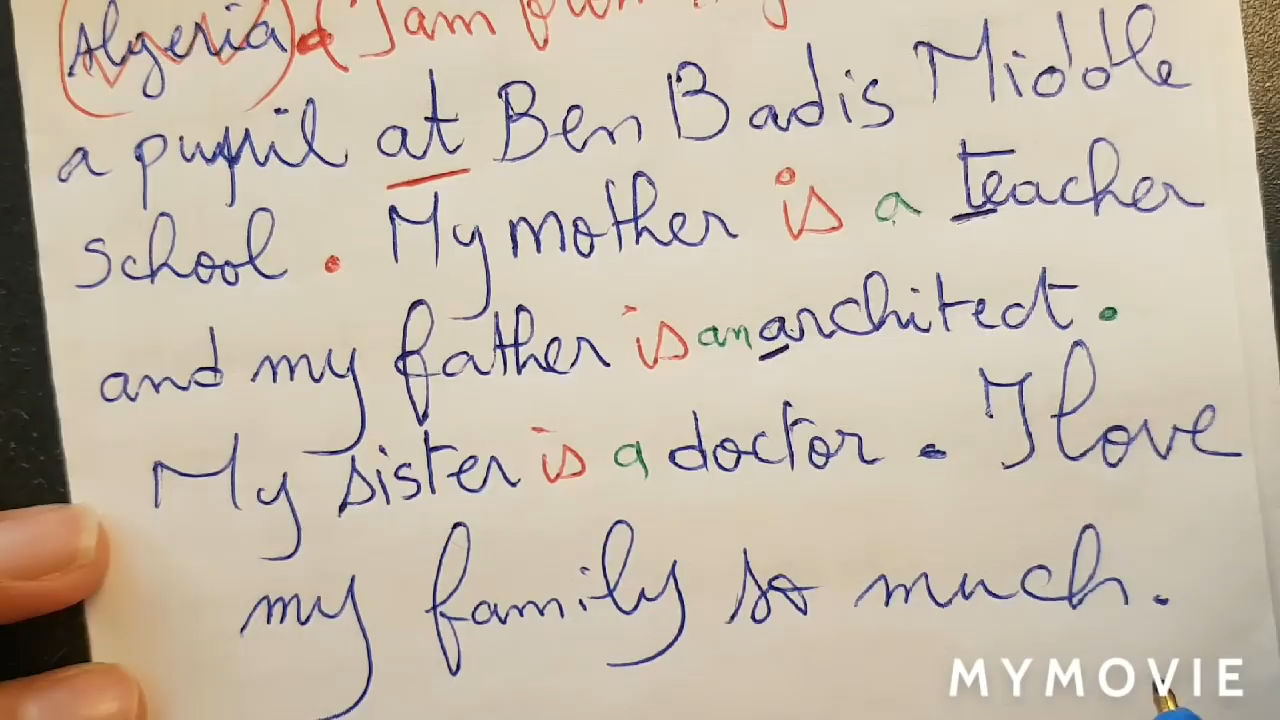 Algeria) (I am from
a pupil at Ben Badis Middle
school. My mother is a teacher
and my father is an architect.
My sister is a doctor. I love
my family so much.
MYMOVIE